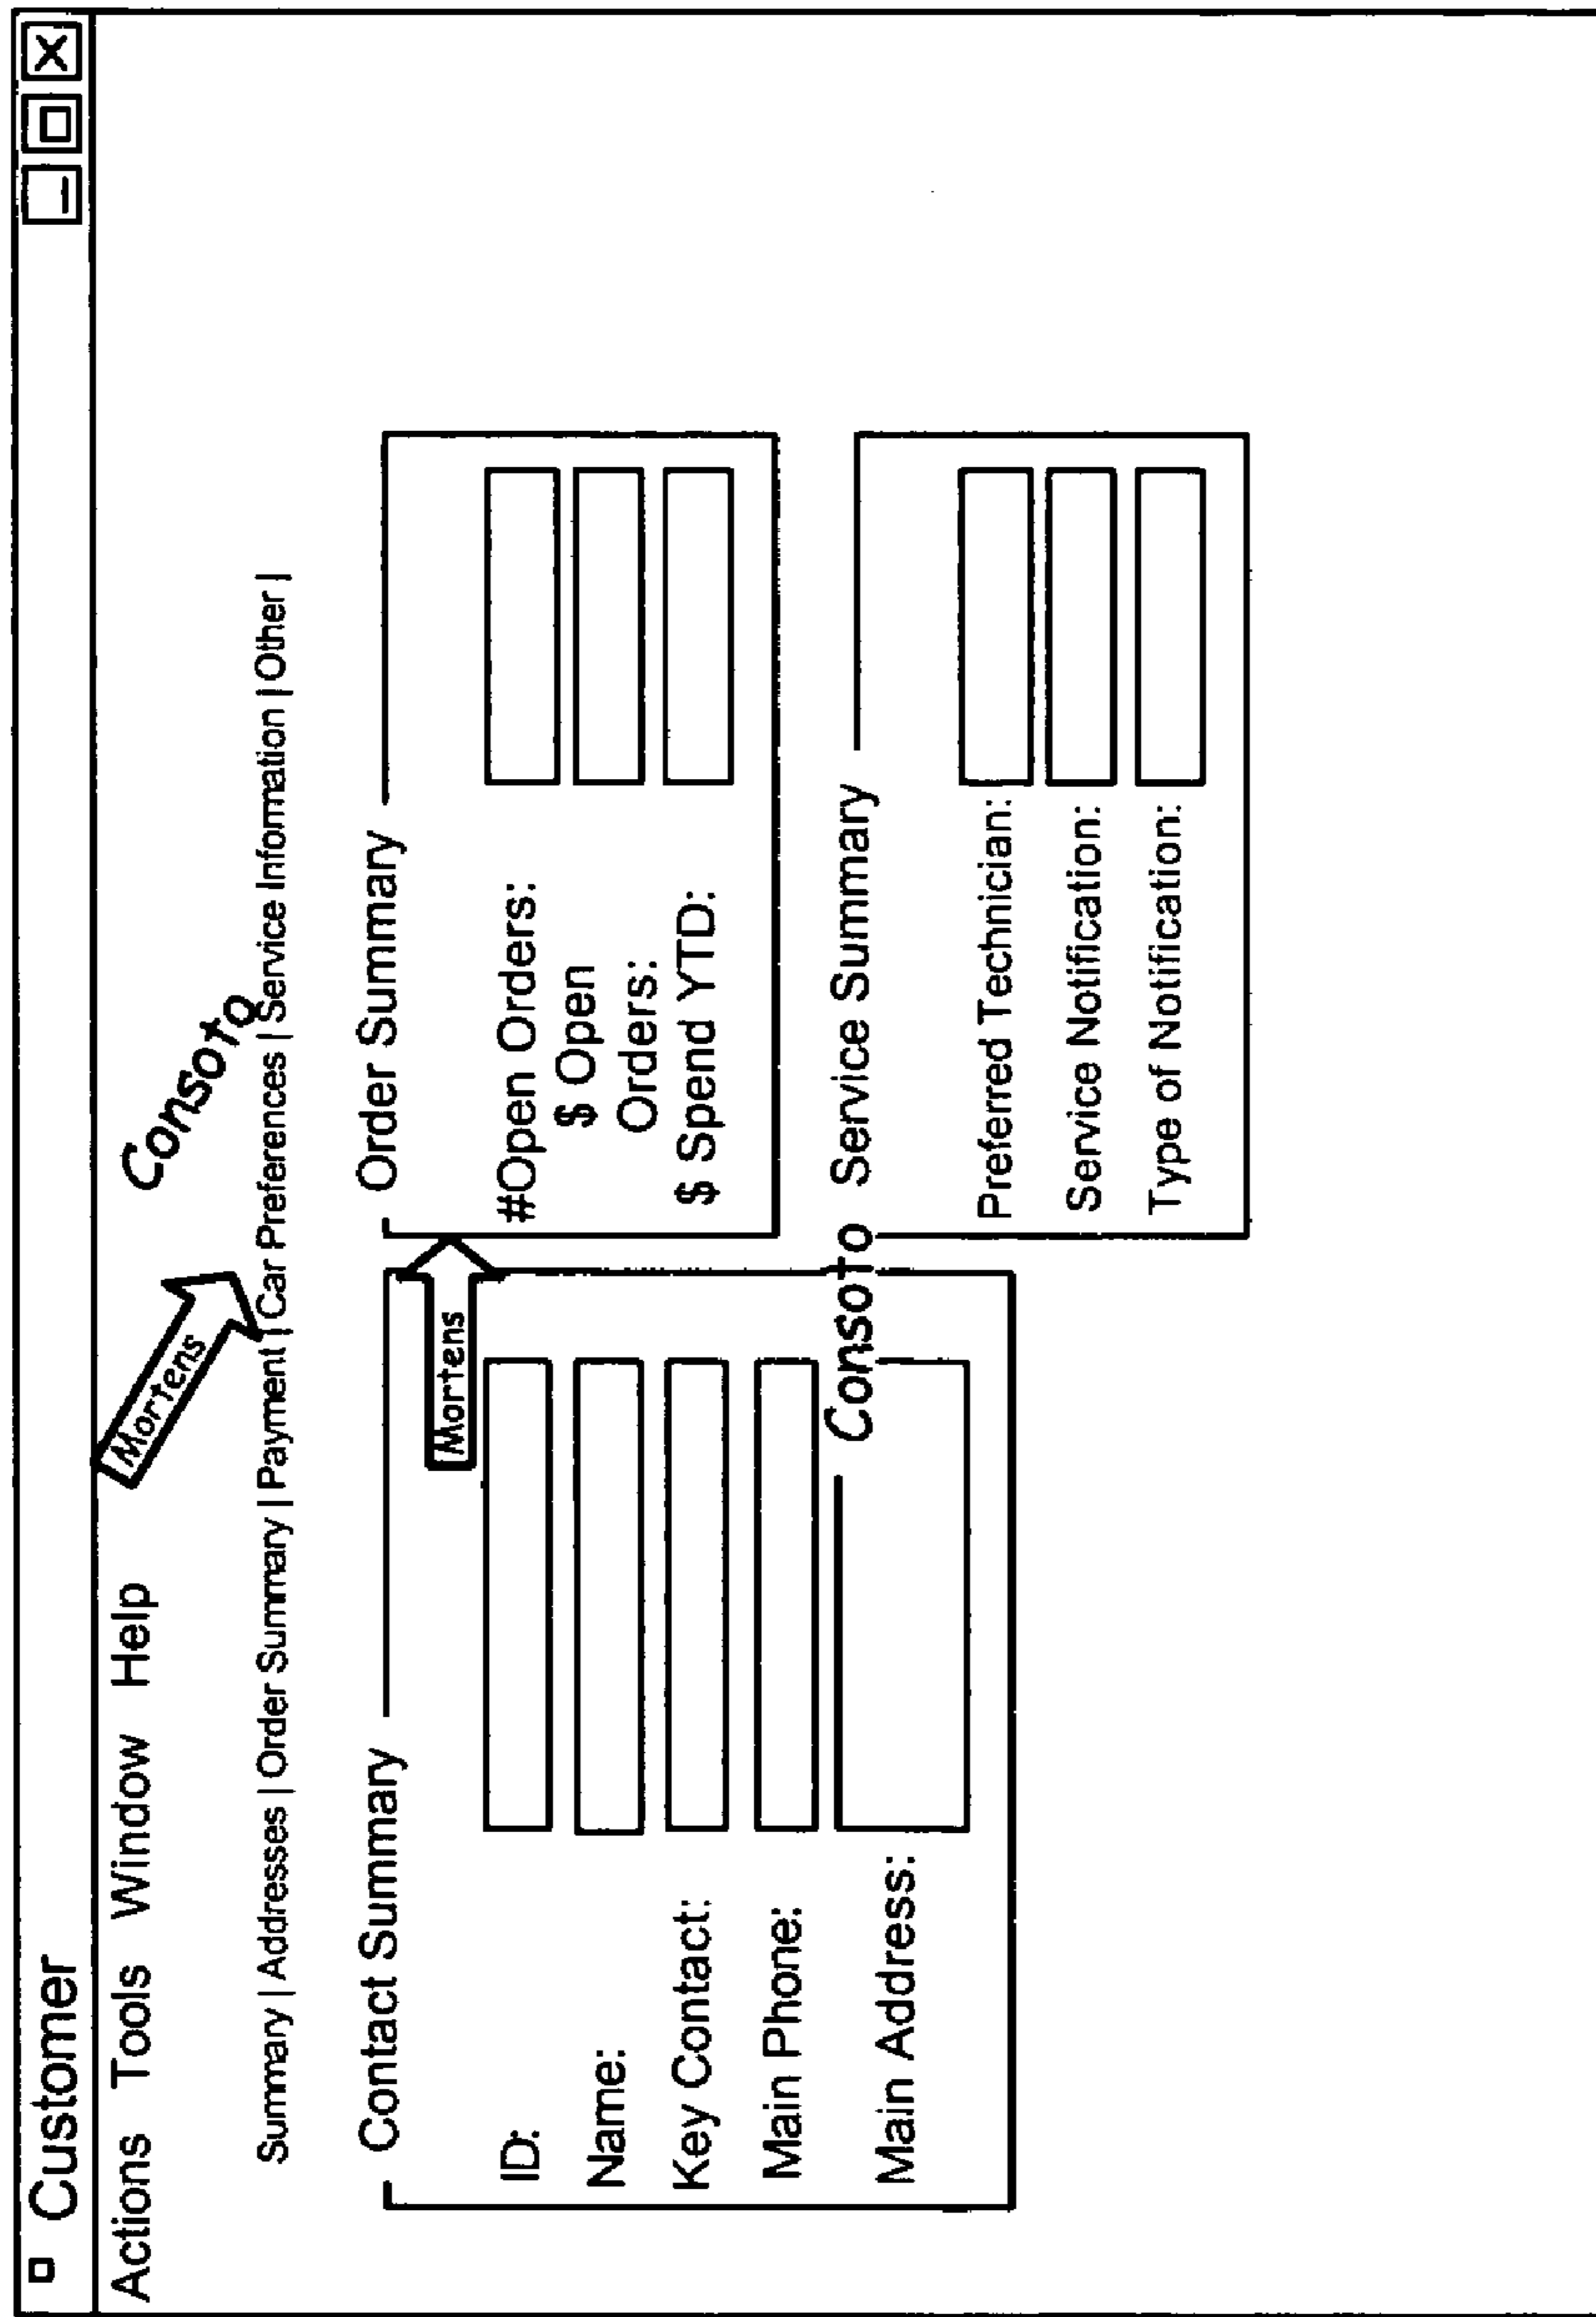 Customer
Actions Tools Window Help
Mortens
Consoto
Summary | Addresses | Order Summary | Payment | Car Preferences | Service Information | Other |
Contact Summary
ID:
Name:
Key Contact:
Main Phone:
Main Address:
Mortens
Order Summary
#Open Orders:
$ Open
Orders:
$ Spend YTD:
Consoto
Service Summary
Preferred Technician:
Service Notification:
Type of Notification: